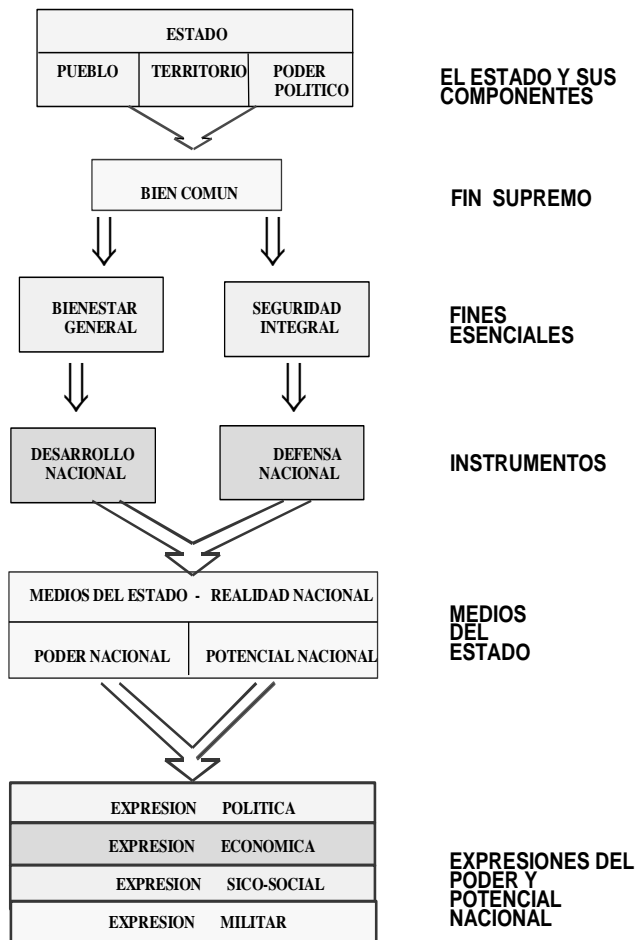 ESTADO
PUEBLO TERRITORIO PODER
POLITICO
EL ESTADO Y SUS
COMPONENTES
BIEN COMUN
FIN SUPREMO
BIENESTAR
GENERAL
SEGURIDAD
INTEGRAL
FINES
ESENCIALES
DESARROLLO
NACIONAL
DEFENSA
NACIONAL
INSTRUMENTOS
MEDIOS DEL ESTADO - REALIDAD NACIONAL
PODER NACIONAL POTENCIAL NACIONAL
MEDIOS
DEL
ESTADO
EXPRESION POLITICA
EXPRESION ECONOMICA
EXPRESION SICO-SOCIAL
EXPRESION MILITAR
EXPRESIONES DEL
PODER Y
POTENCIAL
NACIONAL